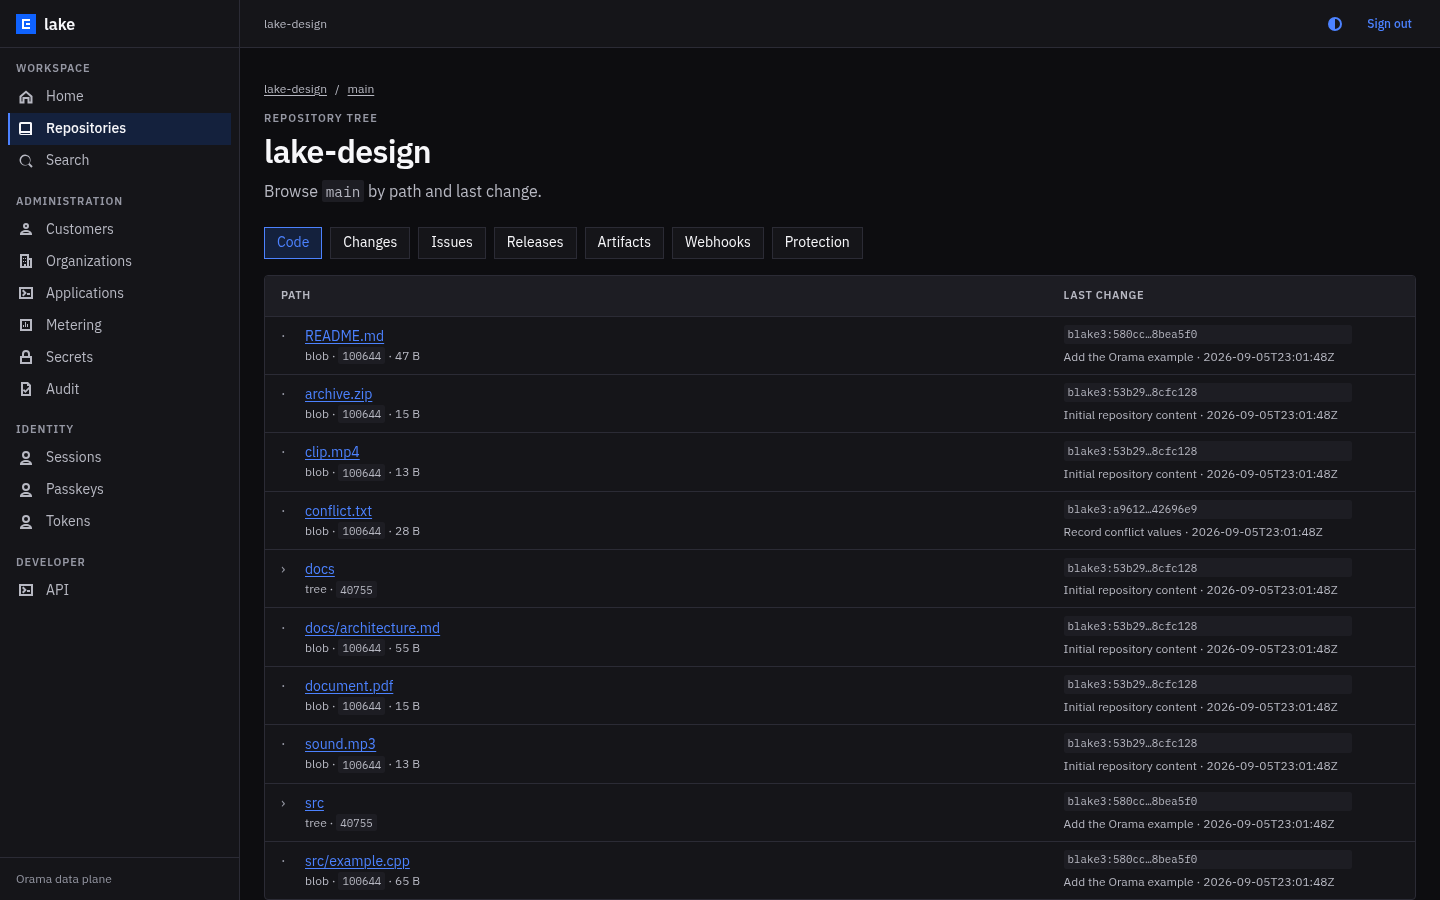 lake
lake-design
Sign out
WORKSPACE
Home
Repositories
Search
ADMINISTRATION
Customers
Organizations
Applications
Metering
Secrets
Audit
IDENTITY
Sessions
Passkeys
Tokens
DEVELOPER
API
Orama data plane
lake-design / main
REPOSITORY TREE
lake-design
Browse main by path and last change.
Code Changes Issues Releases Artifacts Webhooks Protection
PATH LAST CHANGE
· README.md blake3:580cc…8bea5f0
blob · 100644 · 47 B Add the Orama example · 2026-09-05T23:01:48Z
· archive.zip blake3:53b29…8cfc128
blob · 100644 · 15 B Initial repository content · 2026-09-05T23:01:48Z
· clip.mp4 blake3:53b29…8cfc128
blob · 100644 · 13 B Initial repository content · 2026-09-05T23:01:48Z
· conflict.txt blake3:a9612…42696e9
blob · 100644 · 28 B Record conflict values · 2026-09-05T23:01:48Z
› docs blake3:53b29…8cfc128
tree · 40755 Initial repository content · 2026-09-05T23:01:48Z
· docs/architecture.md blake3:53b29…8cfc128
blob · 100644 · 55 B Initial repository content · 2026-09-05T23:01:48Z
· document.pdf blake3:53b29…8cfc128
blob · 100644 · 15 B Initial repository content · 2026-09-05T23:01:48Z
· sound.mp3 blake3:53b29…8cfc128
blob · 100644 · 13 B Initial repository content · 2026-09-05T23:01:48Z
› src blake3:580cc…8bea5f0
tree · 40755 Add the Orama example · 2026-09-05T23:01:48Z
· src/example.cpp blake3:580cc…8bea5f0
blob · 100644 · 65 B Add the Orama example · 2026-09-05T23:01:48Z